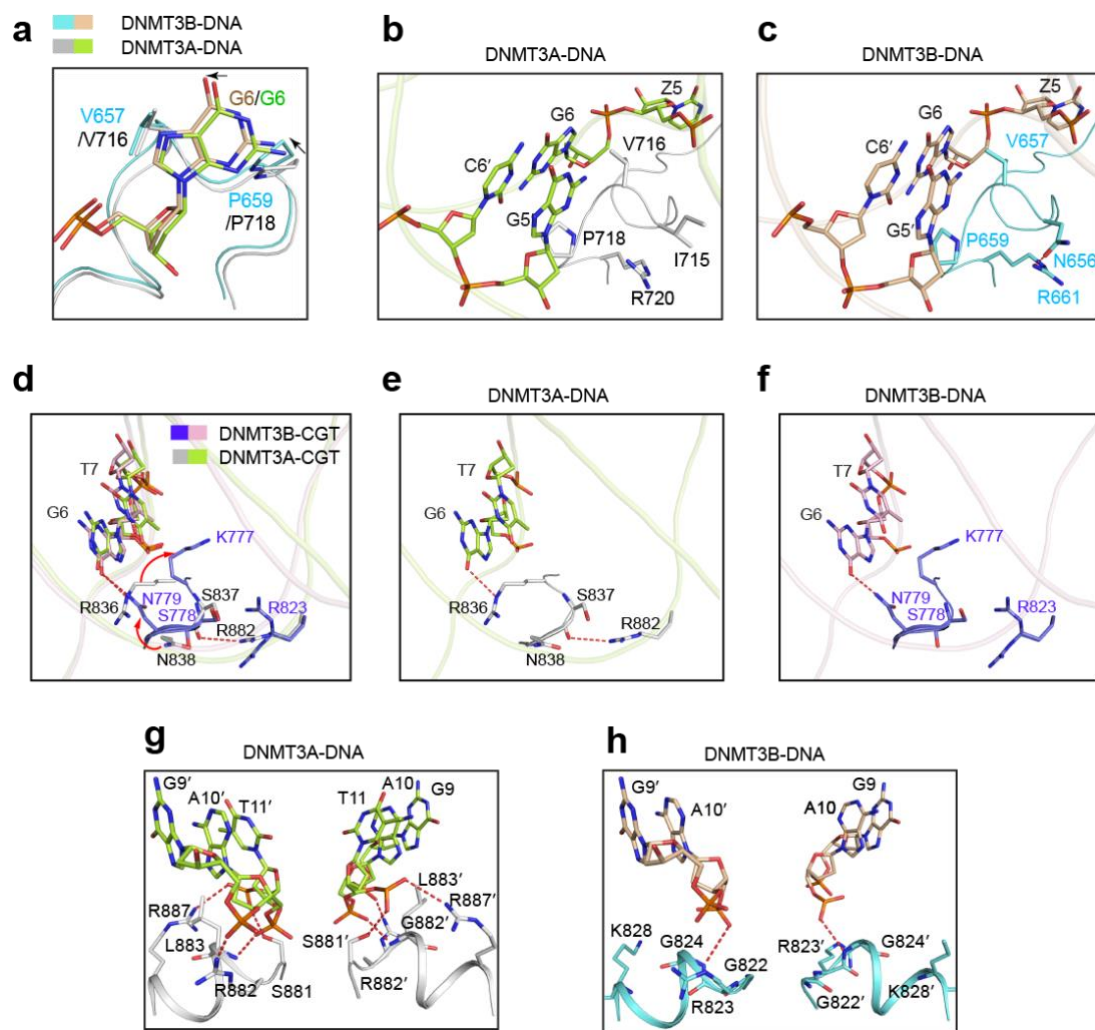 a
DNMT3B-DNA
DNMT3A-DNA
G6/G6
V657
/V716
P659
/P718
b
DNMT3A-DNA
Z5
G6
V716
C6′
G5
P718
I715
R720
c
DNMT3B-DNA
Z5
G6
V657
C6′
G5′
P659
N656
R661
d
DNMT3B-CGT
DNMT3A-CGT
T7
G6
K777
R836
N779
S837
S778
R823
R882
N838
e
DNMT3A-DNA
T7
G6
R836
S837
R882
N838
f
DNMT3B-DNA
T7
G6
K777
N779
S778
R823
g
DNMT3A-DNA
G9′
A10′
T11′
T11
A10
G9
L883′
R887
R887′
G882′
L883
S881′
R882
S881
R882′
h
DNMT3B-DNA
G9′
A10′
A10
G9
K828
G824
R823′
G824′
G822
R823
G822′
K828′